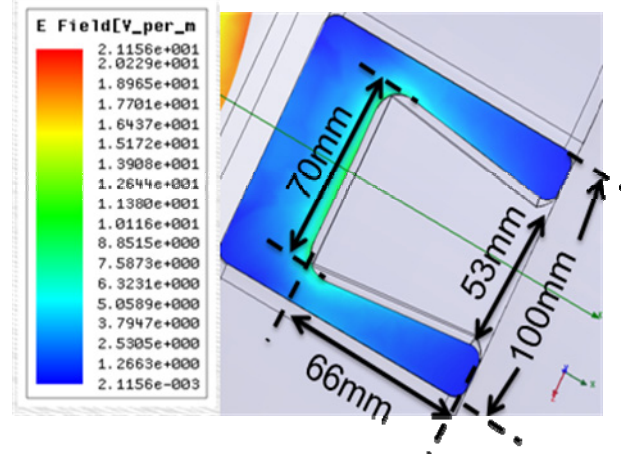 E Field[V_per_m
2.1156e+001
2.0229e+001
1.8965e+001
1.7701e+001
1.6437e+001
1.5172e+001
1.3908e+001
1.2644e+001
1.1380e+001
1.0116e+001
8.8515e+000
7.5873e+000
6.3231e+000
5.0589e+000
3.7947e+000
2.5305e+000
1.2663e+000
2.1156e-003
70mm
53mm
100mm
66mm